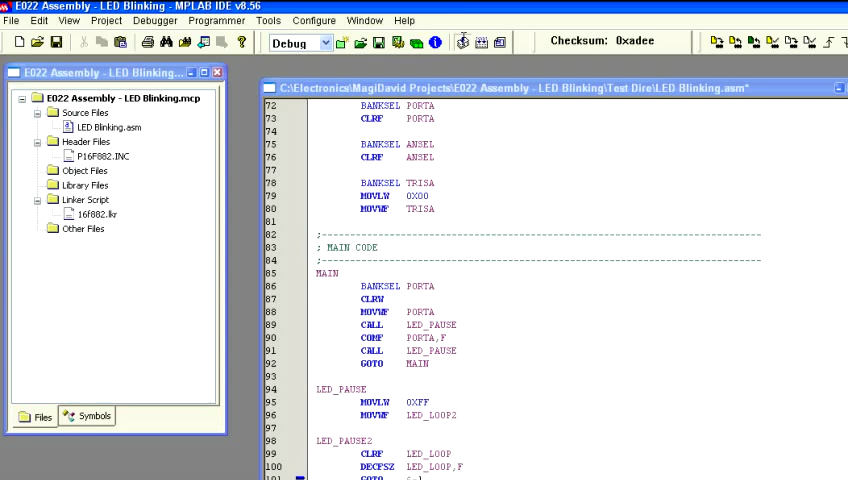 E022 Assembly - LED Blinking - MPLAB IDE v8.56
File Edit View Project Debugger Programmer Tools Configure Window Help
Debug Checksum: 0xadee
E022 Assembly - LED Blinking...
E022 Assembly - LED Blinking.mcp
Source Files
LED Blinking.asm
Header Files
P16F882.INC
Object Files
Library Files
Linker Script
16f882.lkr
Other Files
Files Symbols
C:\Electronics\MagiDavid Projects\E022 Assembly - LED Blinking\Test Dire\LED Blinking.asm*
72 BANKSEL PORTA
73 CLRF PORTA
74
75 BANKSEL ANSEL
76 CLRF ANSEL
77
78 BANKSEL TRISA
79 MOVLW 0X00
80 MOVWF TRISA
81
82 ;------------------------------------------------------------------------------
83 ; MAIN CODE
84 ;------------------------------------------------------------------------------
85 MAIN
86 BANKSEL PORTA
87 CLRW
88 MOVWF PORTA
89 CALL LED_PAUSE
90 COMF PORTA,F
91 CALL LED_PAUSE
92 GOTO MAIN
93
94 LED_PAUSE
95 MOVLW 0XFF
96 MOVWF LED_LOOP2
97
98 LED_PAUSE2
99 CLRF LED_LOOP
100 DECFSZ LED_LOOP,F
101 GOTO $-1